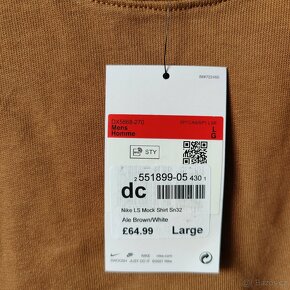 DX5868-270
Mens
Homme
L
G
STY
2 551899-05 430 1
dc
Nike LS Mock Shirt Sn32
Ale Brown/White
£64.99 Large